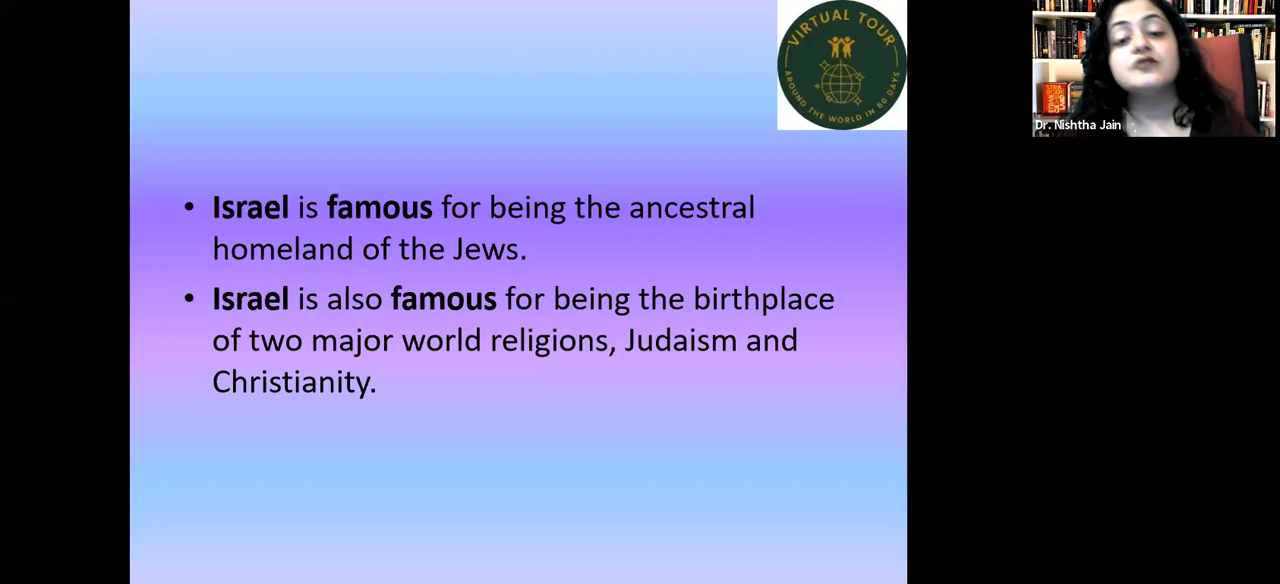 VIRTUAL TOUR
AROUND THE WORLD IN 80 DAYS
Dr. Nishtha Jain
• Israel is famous for being the ancestral
homeland of the Jews.
• Israel is also famous for being the birthplace
of two major world religions, Judaism and
Christianity.